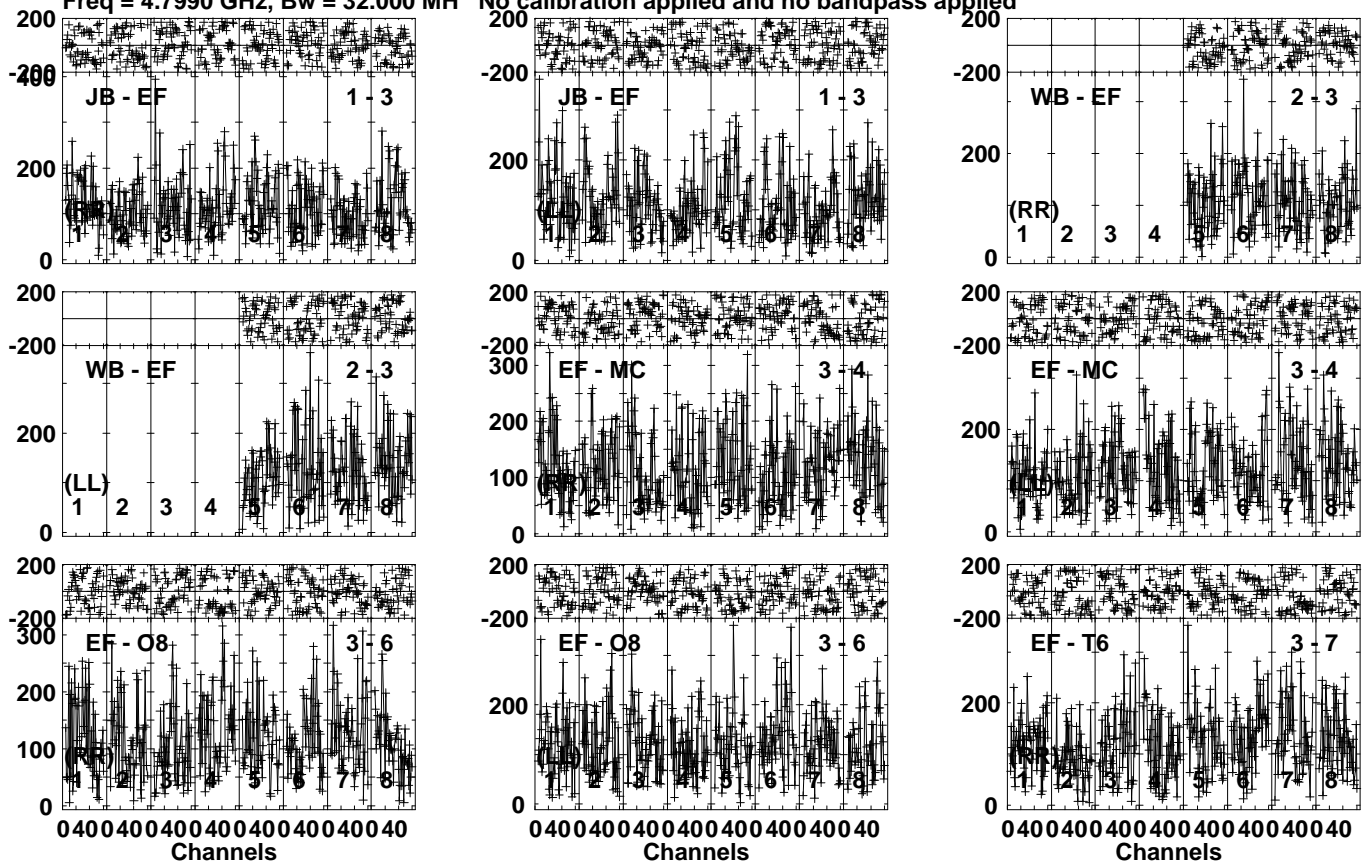 Freq = 4.7990 GHz, Bw = 32.000 MH No calibration applied and no bandpass applied
200
-200
400
200
0
JB - EF 1 - 3
(RR)
1 2 3 4 5 6 7 8
200
-200
200
0
JB - EF 1 - 3
(LL)
1 2 3 4 5 6 7 8
200
-200
200
0
WB - EF 2 - 3
(RR)
1 2 3 4 5 6 7 8
200
-200
200
0
WB - EF 2 - 3
(LL)
1 2 3 4 5 6 7 8
200
-200
300
200
100
0
EF - MC 3 - 4
(RR)
1 2 3 4 5 6 7 8
200
-200
200
0
EF - MC 3 - 4
(LL)
1 2 3 4 5 6 7 8
200
-200
300
200
100
0
EF - O8 3 - 6
(RR)
1 2 3 4 5 6 7 8
0 40 0 40 0 40 0 40 0 40 0 40 0 40 0 40
Channels
200
-200
200
0
EF - O8 3 - 6
(LL)
1 2 3 4 5 6 7 8
0 40 0 40 0 40 0 40 0 40 0 40 0 40 0 40
Channels
200
-200
200
0
EF - T6 3 - 7
(RR)
1 2 3 4 5 6 7 8
0 40 0 40 0 40 0 40 0 40 0 40 0 40 0 40
Channels